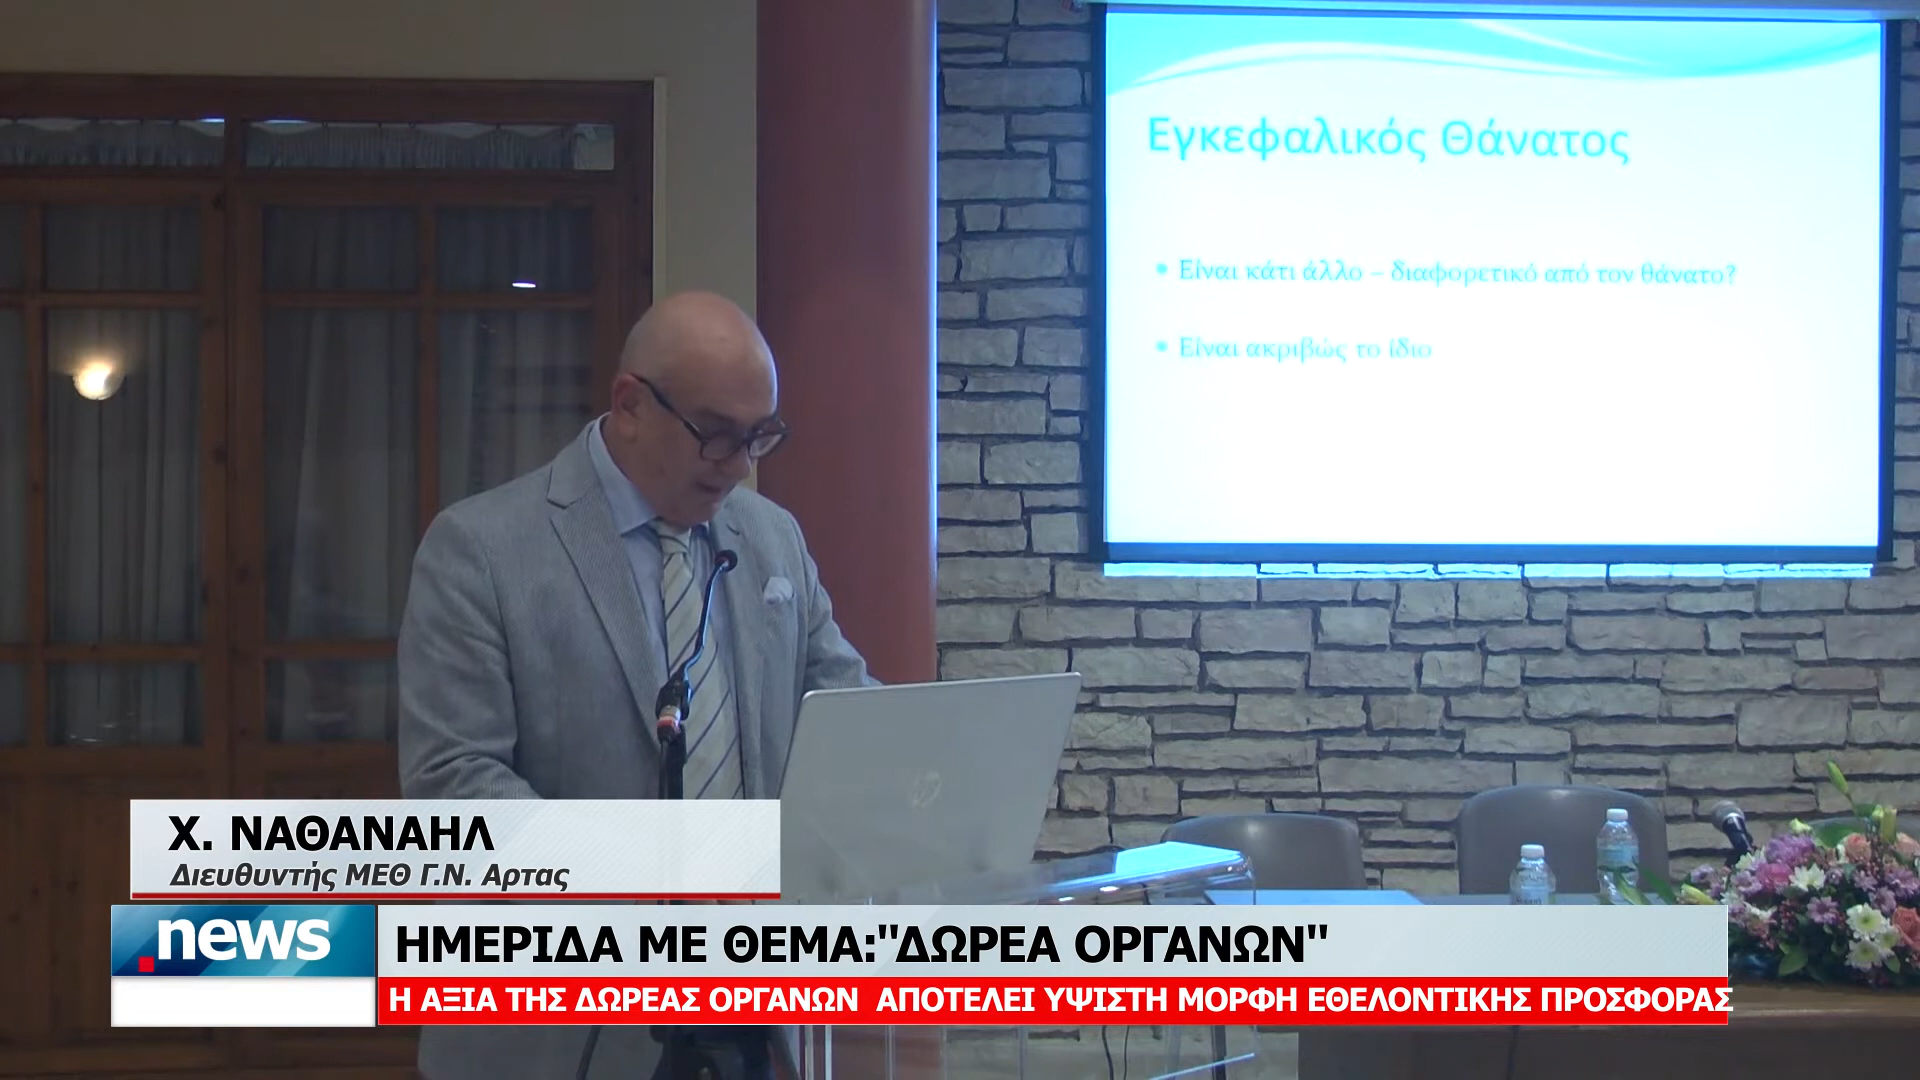 Εγκεφαλικός Θάνατος
• Είναι κάτι άλλο – διαφορετικό από τον θάνατο?
• Είναι ακριβώς το ίδιο
Χ. ΝΑΘΑΝΑΗΛ
Διευθυντής ΜΕΘ Γ.Ν. Αρτας
.news
ΗΜΕΡΙΔΑ ΜΕ ΘΕΜΑ:"ΔΩΡΕΑ ΟΡΓΑΝΩΝ"
Η ΑΞΙΑ ΤΗΣ ΔΩΡΕΑΣ ΟΡΓΑΝΩΝ ΑΠΟΤΕΛΕΙ ΥΨΙΣΤΗ ΜΟΡΦΗ ΕΘΕΛΟΝΤΙΚΗΣ ΠΡΟΣΦΟΡΑΣ